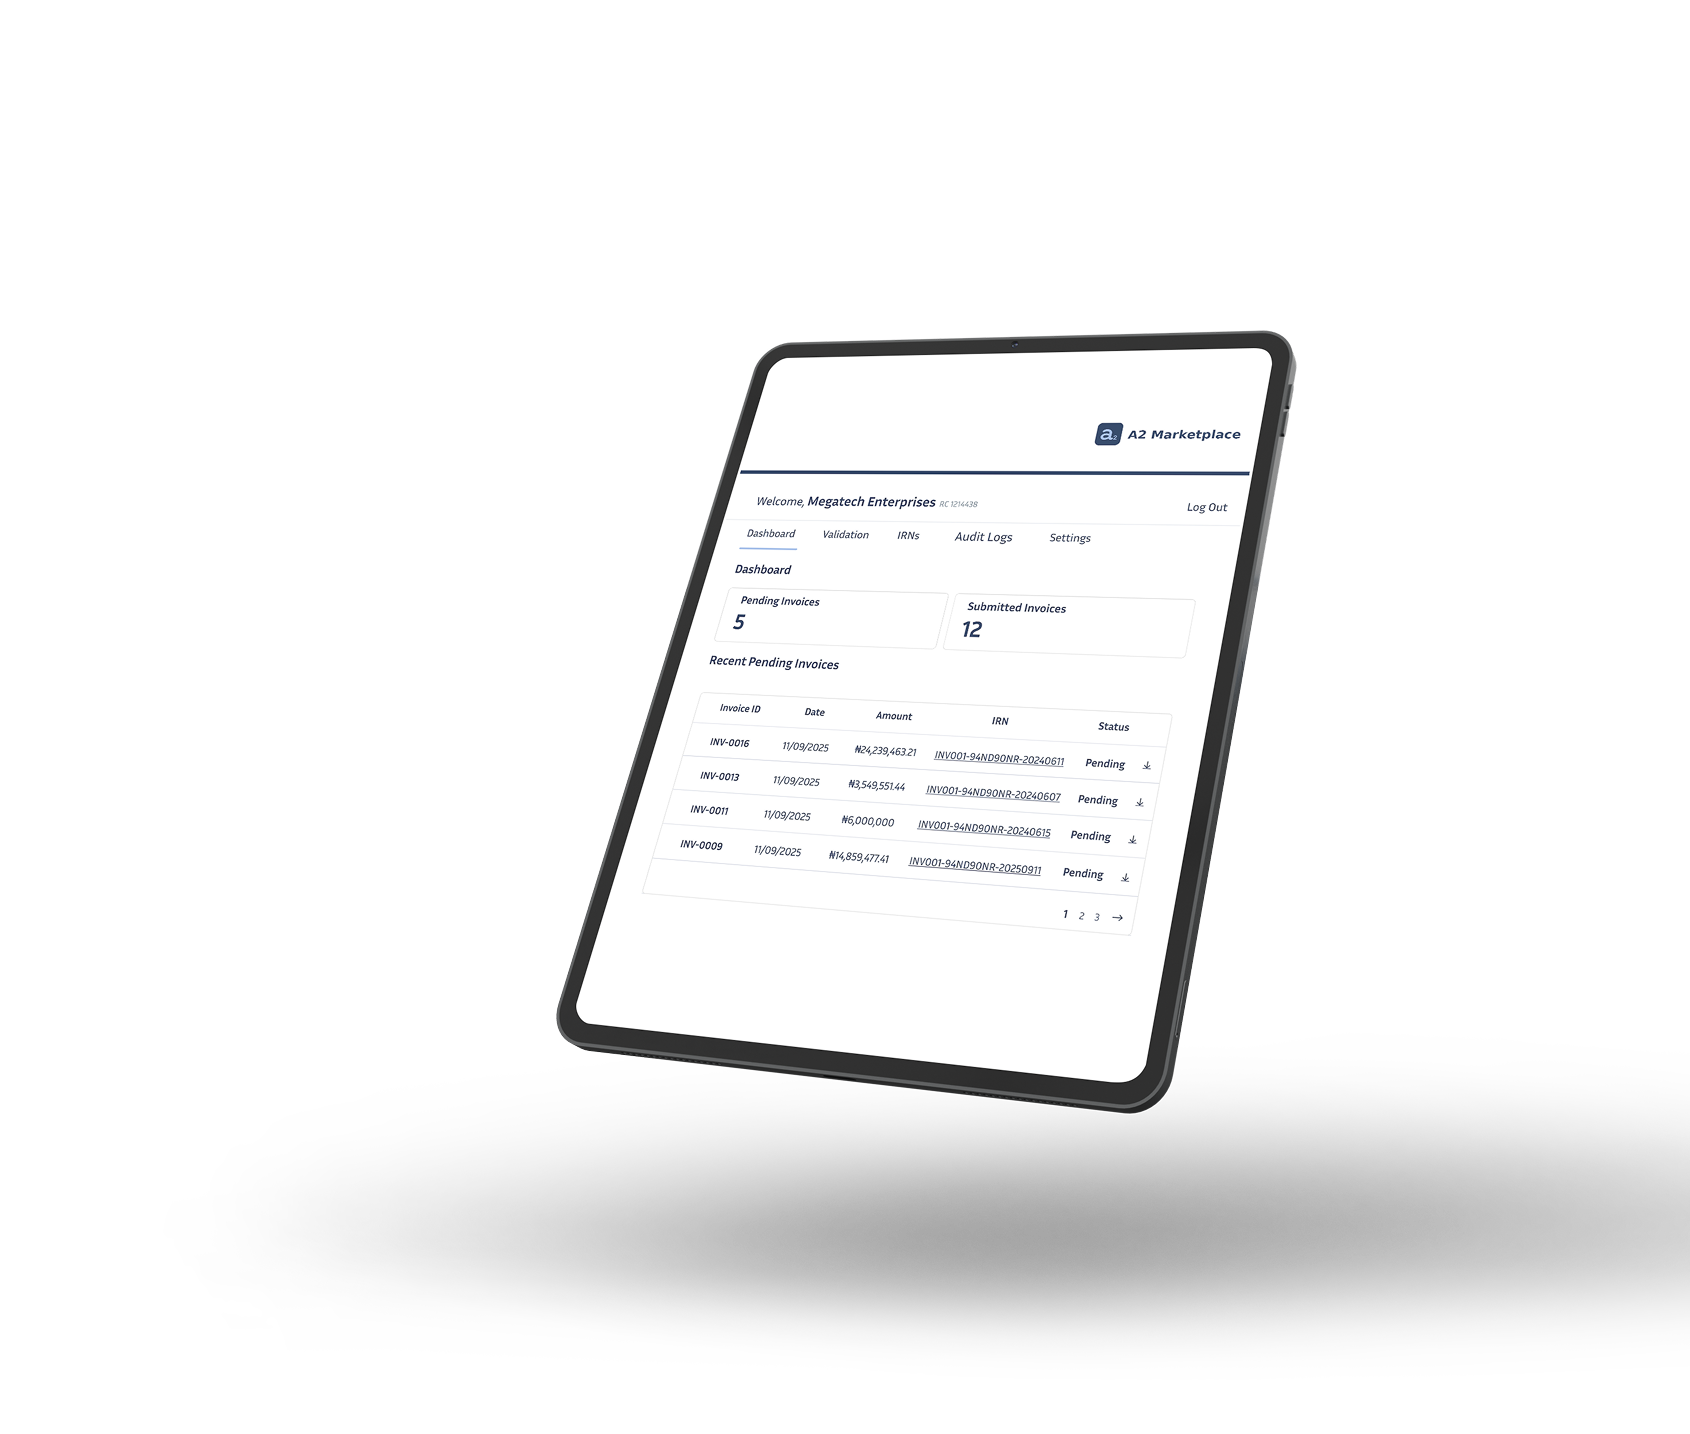 a2 A2 Marketplace
Welcome, Megatech Enterprises RC 1214438 Log Out
Dashboard Validation IRNs Audit Logs Settings
Dashboard
Pending Invoices Submitted Invoices
5 12
Recent Pending Invoices
Invoice ID Date Amount IRN Status
INV-0016 11/09/2025 ₦24,239,463.21 INV001-94ND90NR-20240611 Pending
INV-0013 11/09/2025 ₦3,549,551.44 INV001-94ND90NR-20240607 Pending
INV-0011 11/09/2025 ₦6,000,000 INV001-94ND90NR-20240615 Pending
INV-0009 11/09/2025 ₦14,859,477.41 INV001-94ND90NR-20250911 Pending
1 2 3 →